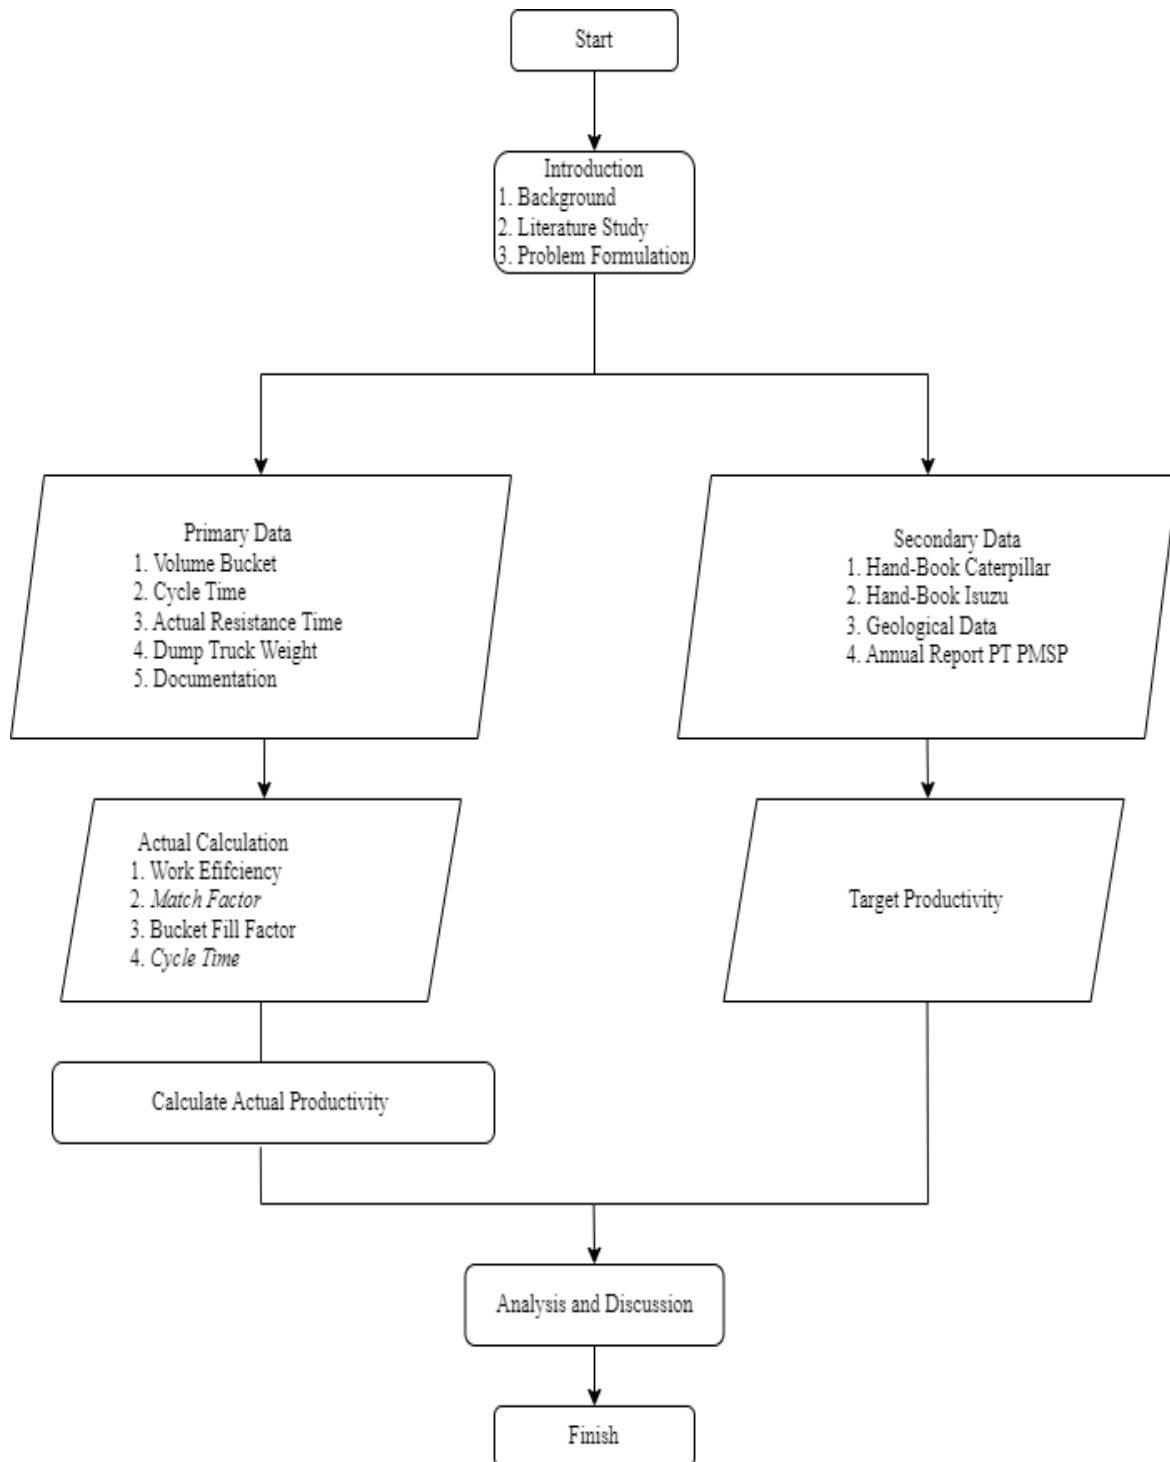 Start
Introduction
1. Background
2. Literature Study
3. Problem Formulation
Primary Data
1. Volume Bucket
2. Cycle Time
3. Actual Resistance Time
4. Dump Truck Weight
5. Documentation
Secondary Data
1. Hand-Book Caterpillar
2. Hand-Book Isuzu
3. Geological Data
4. Annual Report PT PMSP
Actual Calculation
1. Work Efifciency
2. Match Factor
3. Bucket Fill Factor
4. Cycle Time
Target Productivity
Calculate Actual Productivity
Analysis and Discussion
Finish